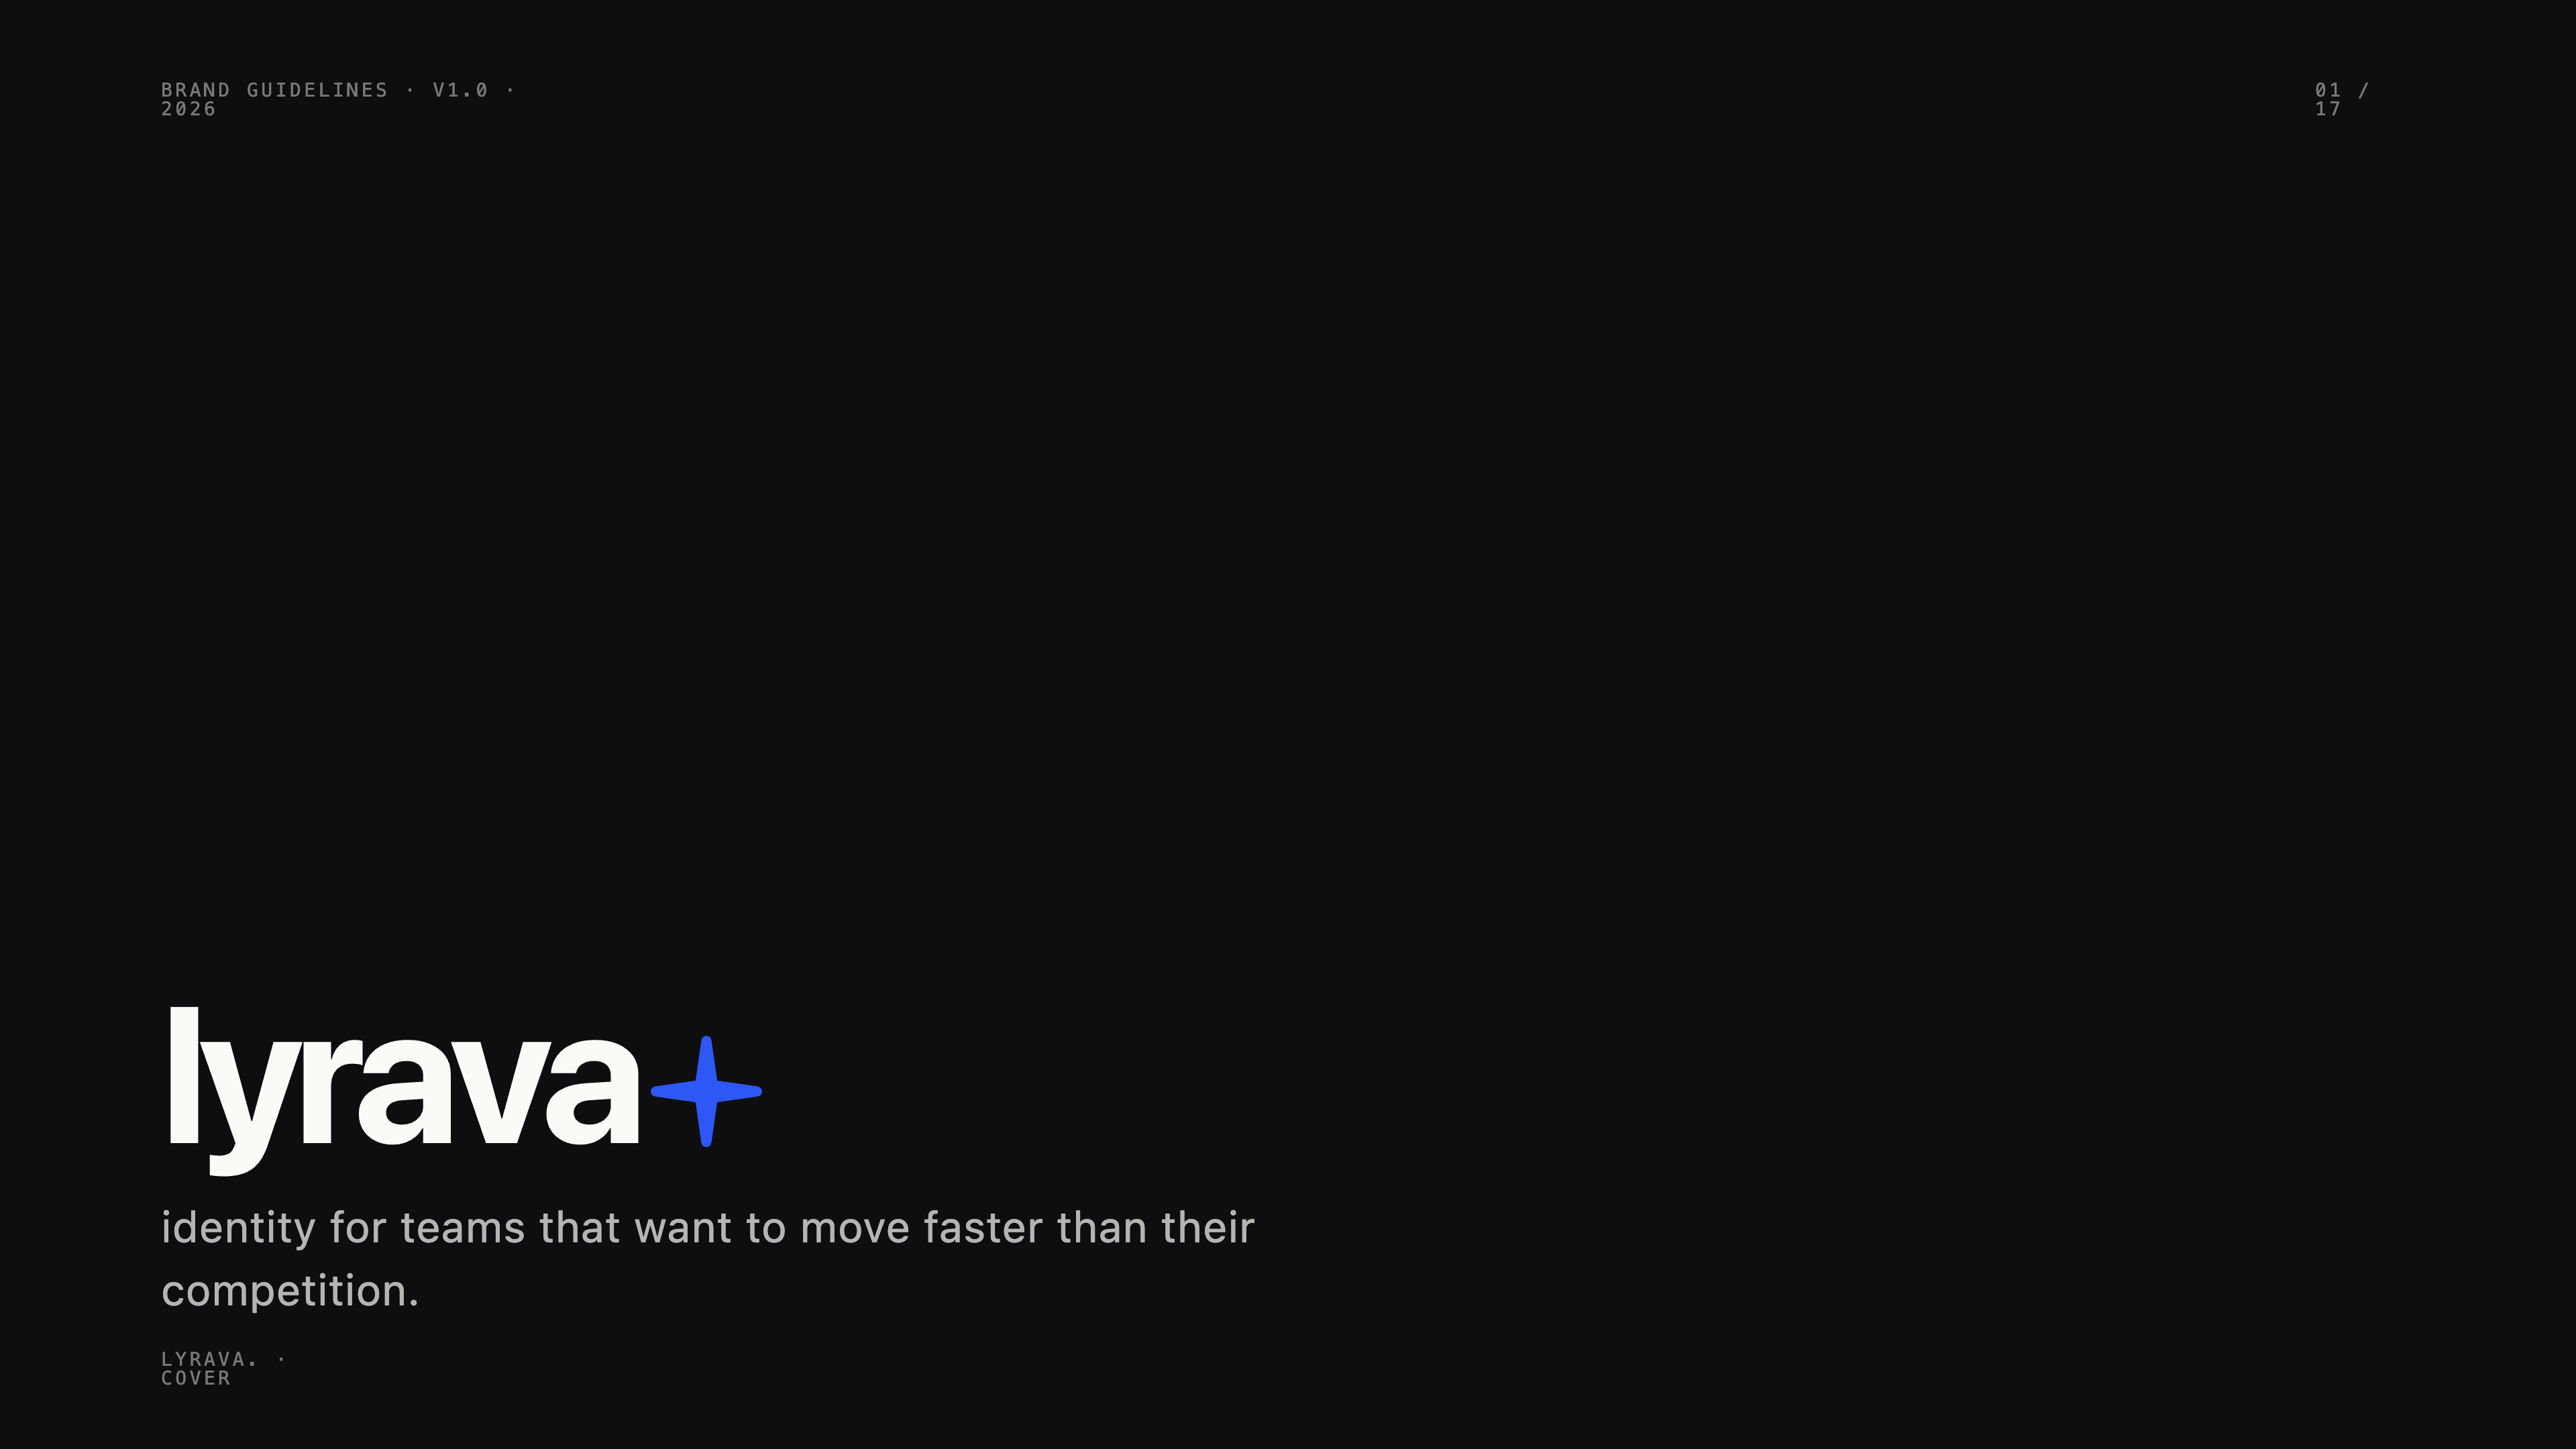 BRAND GUIDELINES · V1.0 ·
2026
01 /
17
lyrava
identity for teams that want to move faster than their
competition.
LYRAVA. ·
COVER